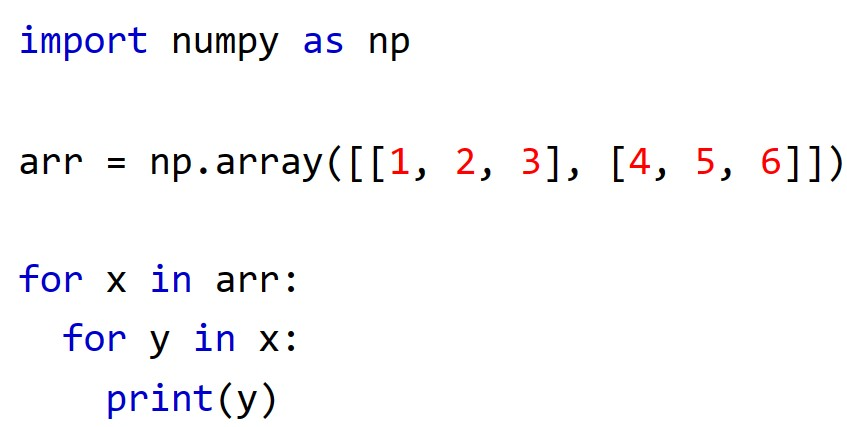 import numpy as np
arr = np.array([[1, 2, 3], [4, 5, 6]])
for x in arr:
  for y in x:
    print(y)